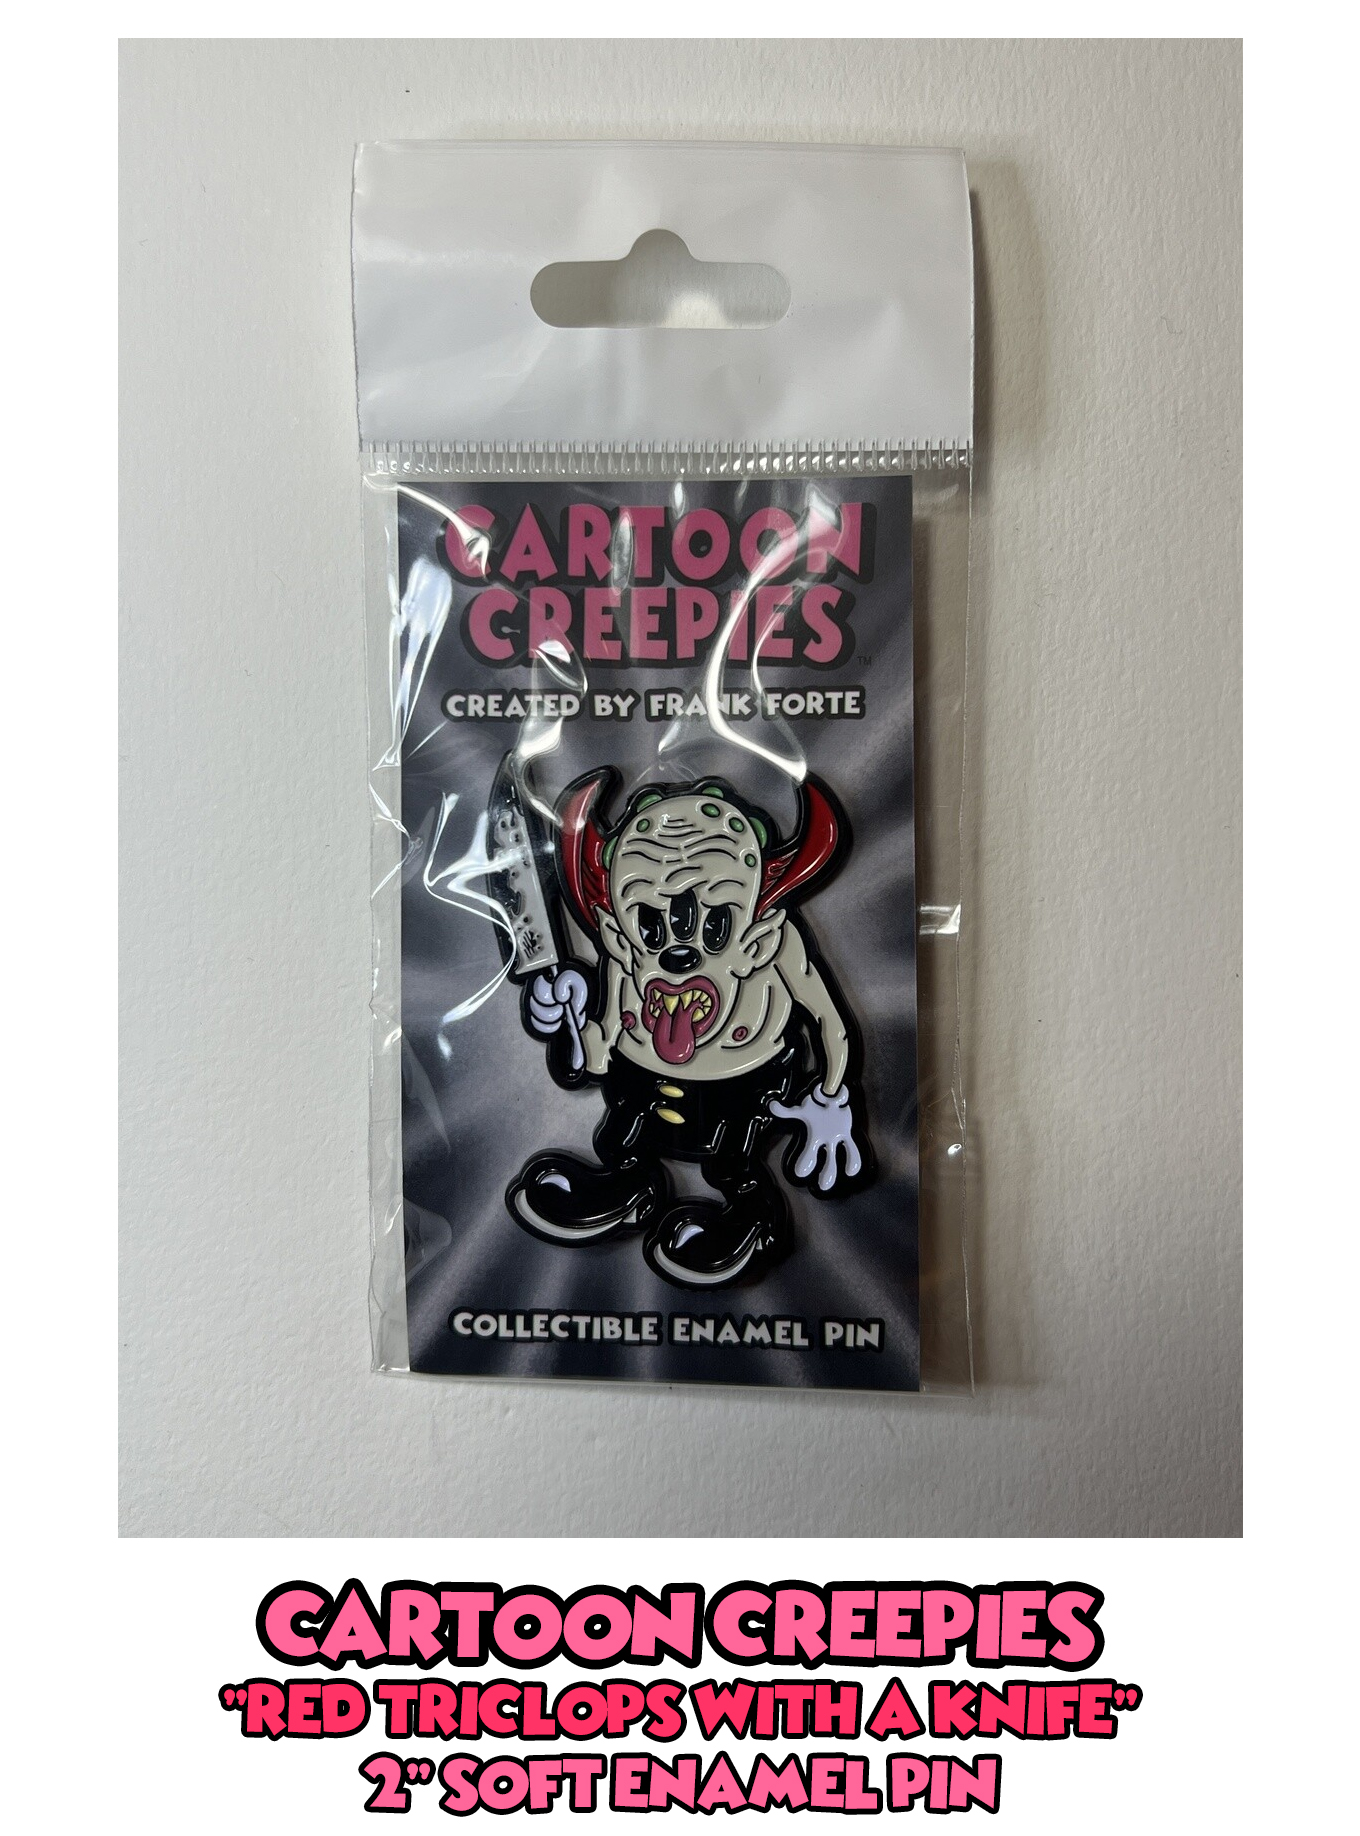 CARTOON
CREEPIES
TM
CREATED BY FRANK FORTE
COLLECTIBLE ENAMEL PIN
CARTOON CREEPIES
"RED TRICLOPS WITH A KNIFE"
2" SOFT ENAMEL PIN